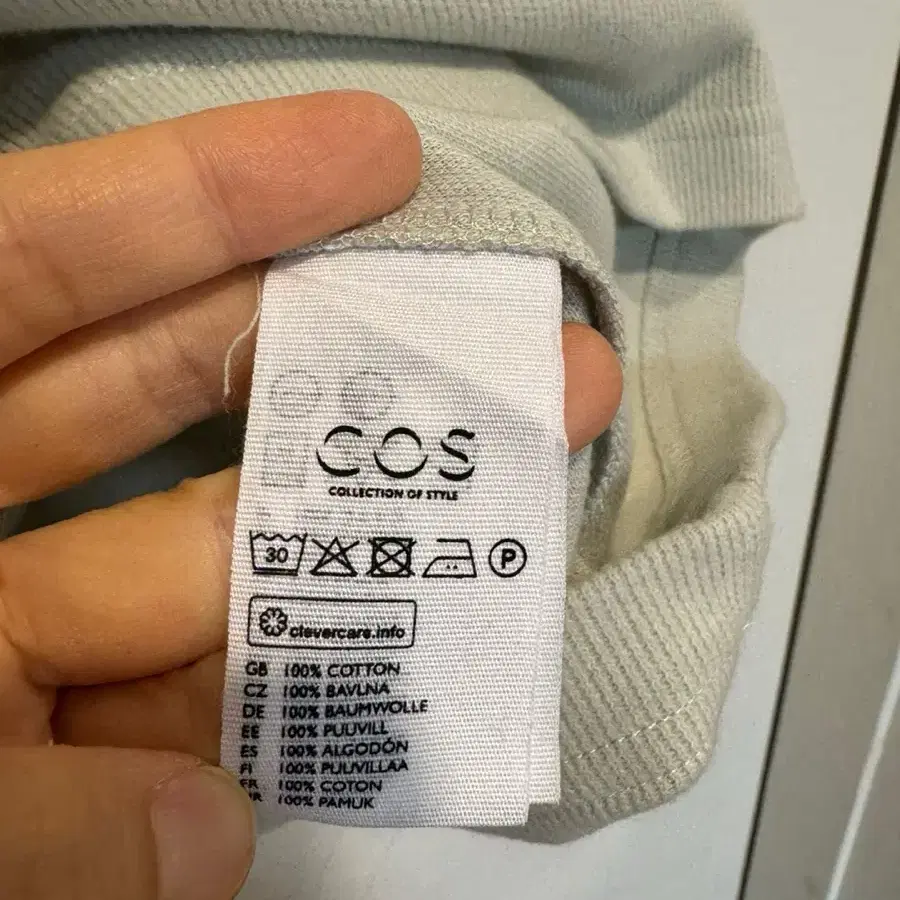 COS
COLLECTION OF STYLE
30 P
clevercare.info
GB 100% COTTON
CZ 100% BAVLNA
DE 100% BAUMWOLLE
EE 100% PUUVILL
ES 100% ALGODÓN
FI 100% PUUVILLAA
FR 100% COTON
100% PAMUK